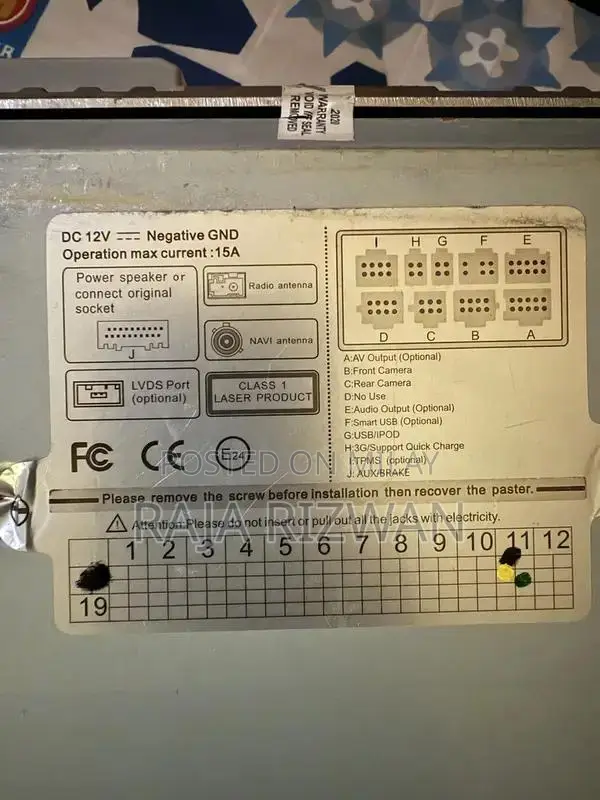 AR
2020
WARRANTY
VOID IF SEAL
REMOVED
DC 12V Negative GND
Operation max current :15A
Power speaker or
connect original
socket
J
Radio antenna
NAVI antenna
LVDS Port
(optional)
CLASS 1
LASER PRODUCT
FC CE E24
I H G F E
D C B A
A:AV Output (Optional)
B:Front Camera
C:Rear Camera
D:No Use
E:Audio Output (Optional)
F:Smart USB (Optional)
G:USB/IPOD
H:3G/Support Quick Charge
I:TPMS (optional)
J: AUX/BRAKE
POSTED ON JIJI.AY
Please remove the screw before installation then recover the paster.
RAJA RIZWAN
Attention:Please do not insert or pull out all the jacks with electricity.
1 2 3 4 5 6 7 8 9 10 11 12
19